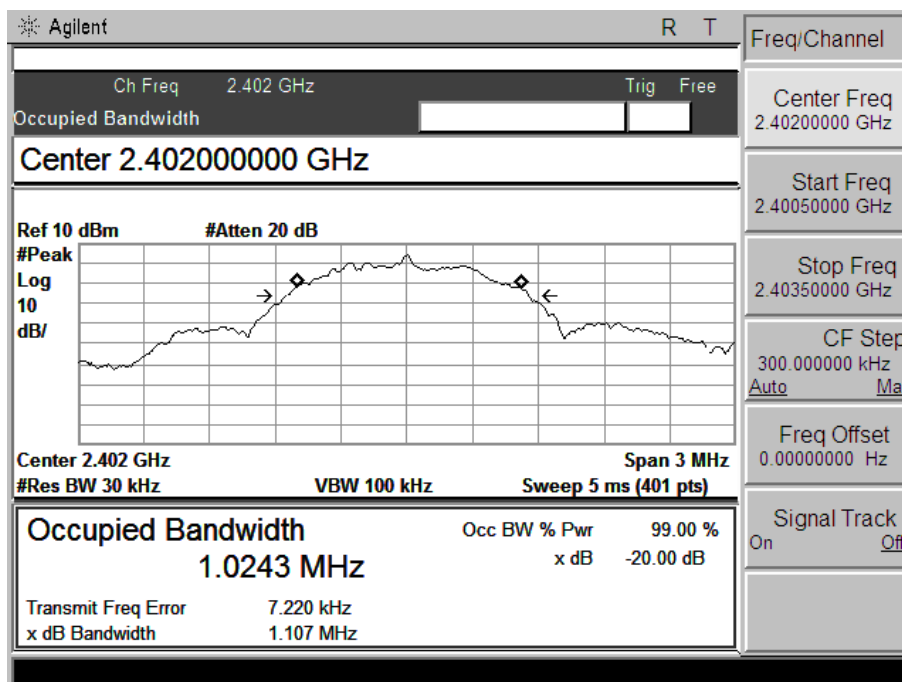 Agilent
R T
Freq/Channel
Ch Freq 2.402 GHz Trig Free
Occupied Bandwidth
Center 2.402000000 GHz
Center Freq
2.40200000 GHz
Start Freq
2.40050000 GHz
Stop Freq
2.40350000 GHz
CF Step
300.000000 kHz
Auto Ma
Freq Offset
0.00000000 Hz
Signal Track
On Off
Ref 10 dBm #Atten 20 dB
#Peak
Log
10
dB/
Center 2.402 GHz Span 3 MHz
#Res BW 30 kHz VBW 100 kHz Sweep 5 ms (401 pts)
Occupied Bandwidth Occ BW % Pwr 99.00 %
1.0243 MHz x dB -20.00 dB
Transmit Freq Error 7.220 kHz
x dB Bandwidth 1.107 MHz